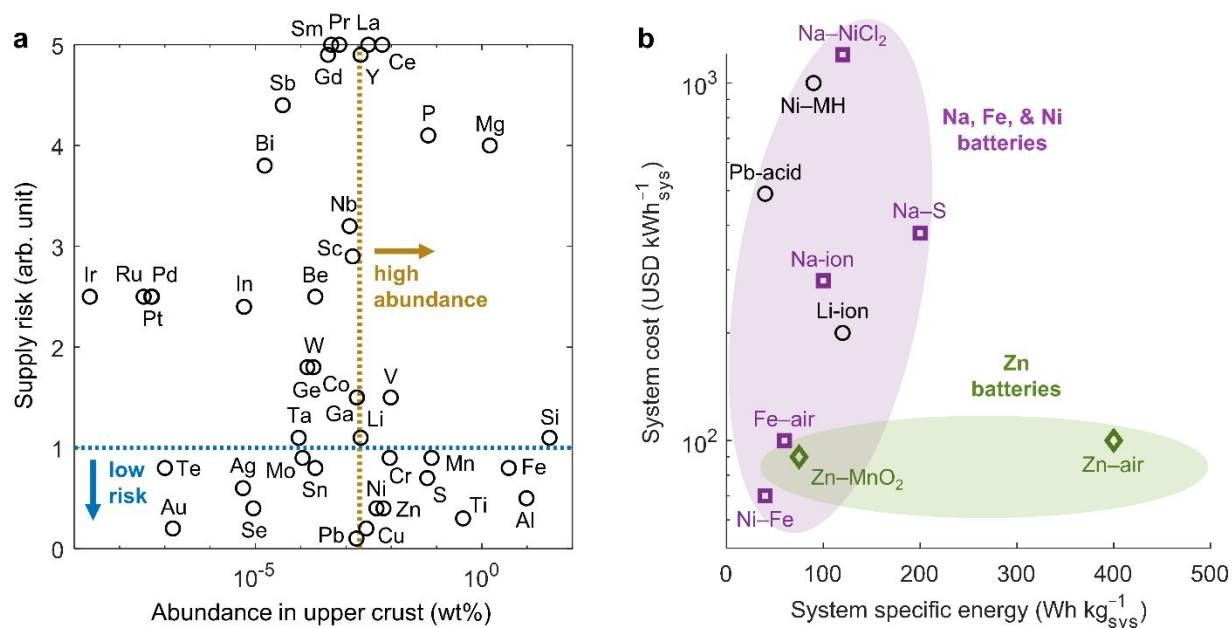 a
Supply risk (arb. unit)
5
4
3
2
1
0
Sm
Pr
La
Gd
Y
Ce
Sb
P
Bi
Mg
Nb
Sc
high
abundance
Ir
Ru
Pd
Pt
In
Be
W
Ge
Co
Ga
V
Ta
Li
Si
low
risk
Te
Ag
Mo
Sn
Cr
Mn
Fe
Au
Se
Ni
Zn
S
Ti
Al
Pb
Cu
10⁻⁵
10⁰
Abundance in upper crust (wt%)
b
System cost (USD kWh⁻¹sys)
10³
10²
Na–NiCl₂
Ni–MH
Na, Fe, & Ni
batteries
Pb-acid
Na–S
Na-ion
Li-ion
Zn
batteries
Fe–air
Zn–MnO₂
Zn–air
Ni–Fe
0
100
200
300
400
500
System specific energy (Wh kg⁻¹sys)